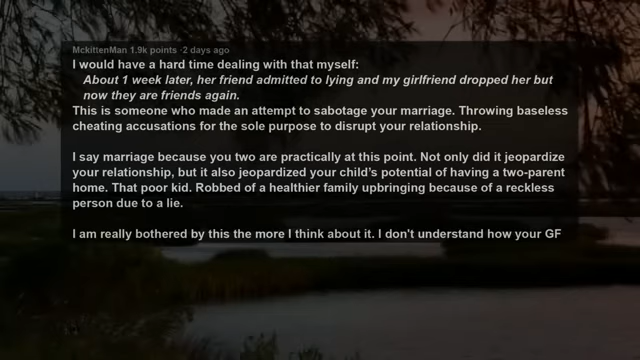 MckittenMan 1.9k points ·2 days ago
I would have a hard time dealing with that myself:
About 1 week later, her friend admitted to lying and my girlfriend dropped her but
now they are friends again.
This is someone who made an attempt to sabotage your marriage. Throwing baseless
cheating accusations for the sole purpose to disrupt your relationship.
I say marriage because you two are practically at this point. Not only did it jeopardize
your relationship, but it also jeopardized your child's potential of having a two-parent
home. That poor kid. Robbed of a healthier family upbringing because of a reckless
person due to a lie.
I am really bothered by this the more I think about it. I don't understand how your GF